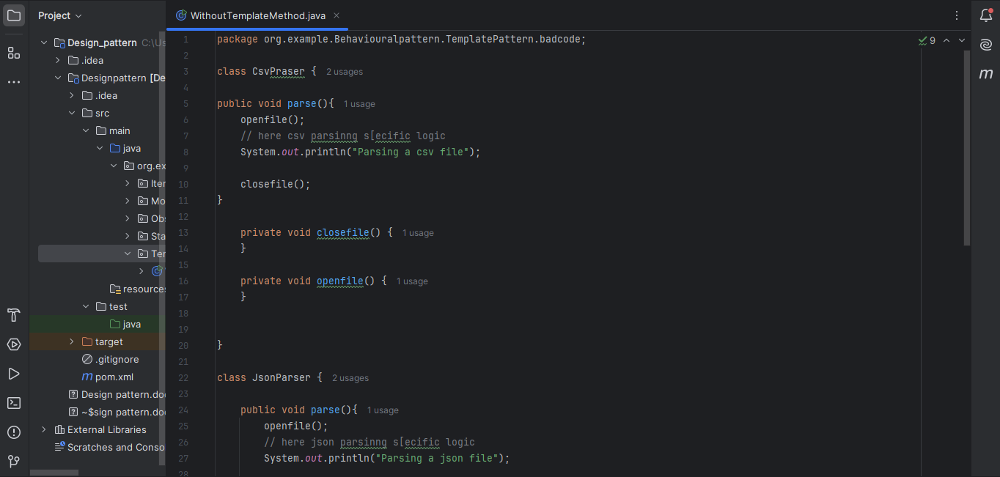 Project
Design_pattern C:\Us
.idea
Designpattern [De
.idea
src
main
java
org.ex
Iter
Mo
Obs
Sta
Tem
resources
test
java
target
.gitignore
m pom.xml
Design pattern.doc
~$sign pattern.doc
External Libraries
Scratches and Conso
WithoutTemplateMethod.java
9
m
1 package org.example.Behaviouralpattern.TemplatePattern.badcode;
2
3 class CsvPraser { 2 usages
4
5 public void parse(){ 1 usage
6 openfile();
7 // here csv parsinng s[ecific logic
8 System.out.println("Parsing a csv file");
9
10 closefile();
11 }
12
13 private void closefile() { 1 usage
14 }
15
16 private void openfile() { 1 usage
17 }
18
19
20 }
21
22 class JsonParser { 2 usages
23
24 public void parse(){ 1 usage
25 openfile();
26 // here json parsinng s[ecific logic
27 System.out.println("Parsing a json file");
28